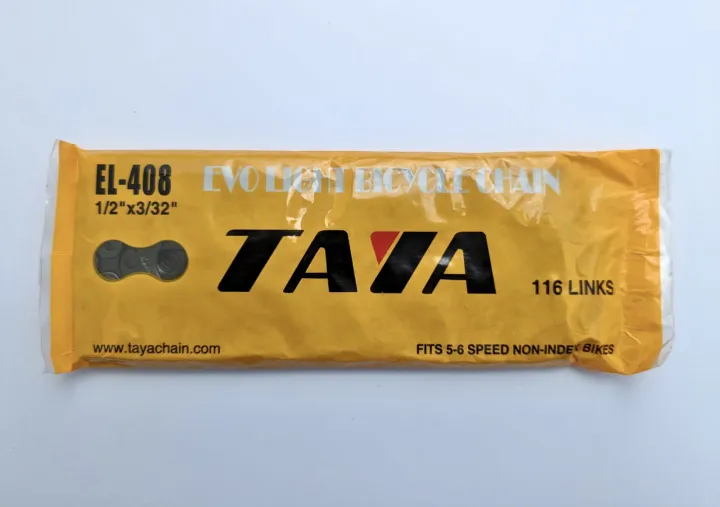 EL-408
EVO LIGHT BICYCLE CHAIN
1/2"x3/32"
TAYA
116 LINKS
www.tayachain.com
FITS 5-6 SPEED NON-INDEX BIKES